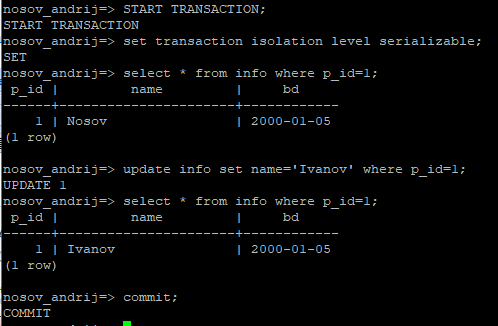 nosov_andrij=> START TRANSACTION;
START TRANSACTION
nosov_andrij=> set transaction isolation level serializable;
SET
nosov_andrij=> select * from info where p_id=1;
 p_id |         name         |     bd
------+----------------------+------------
    1 | Nosov                | 2000-01-05
(1 row)

nosov_andrij=> update info set name='Ivanov' where p_id=1;
UPDATE 1
nosov_andrij=> select * from info where p_id=1;
 p_id |         name         |     bd
------+----------------------+------------
    1 | Ivanov               | 2000-01-05
(1 row)

nosov_andrij=> commit;
COMMIT